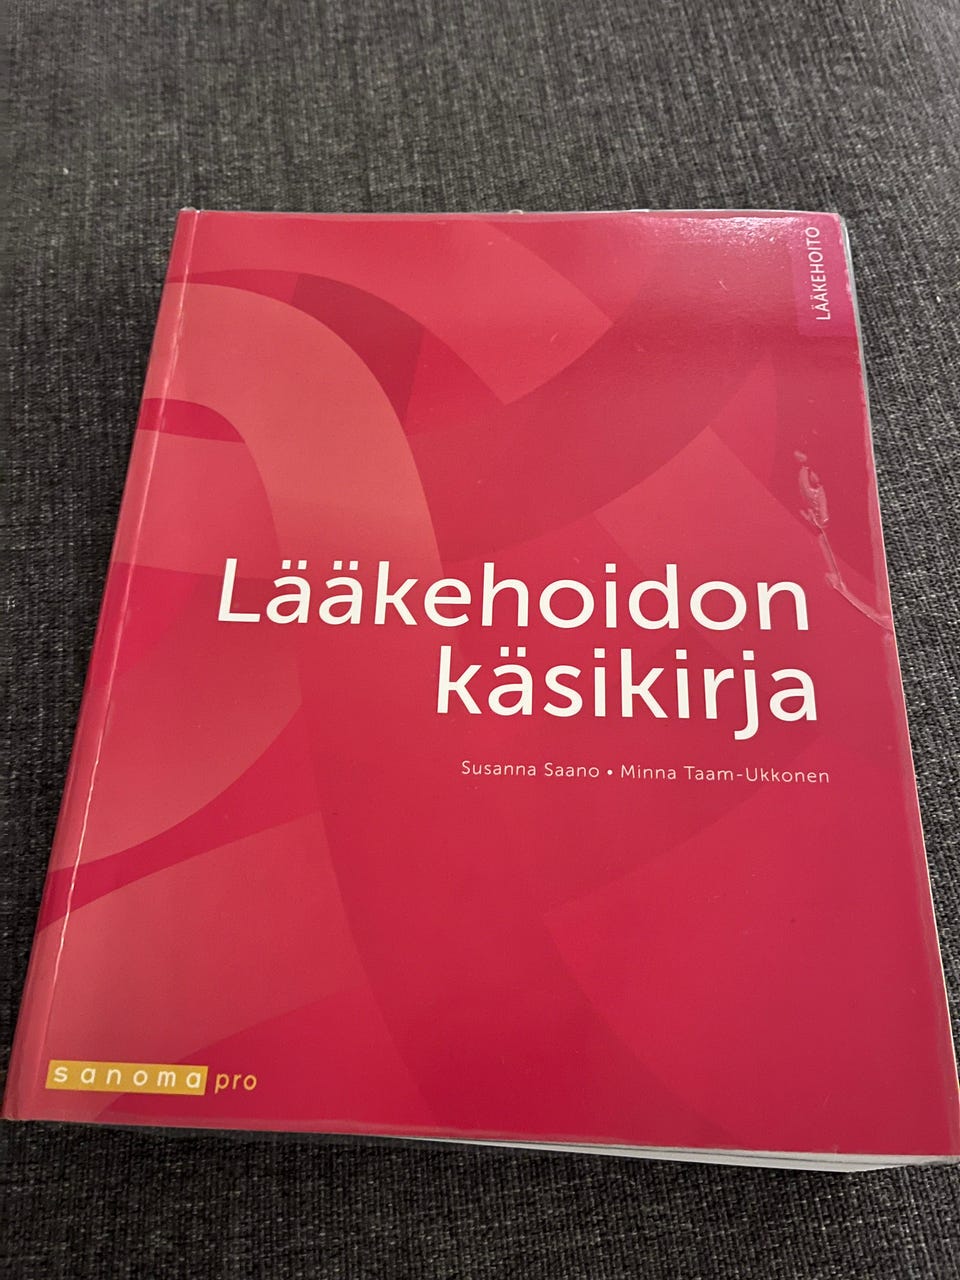 LÄÄKEHOITO
Lääkehoidon
käsikirja
Susanna Saano • Minna Taam-Ukkonen
sanoma pro